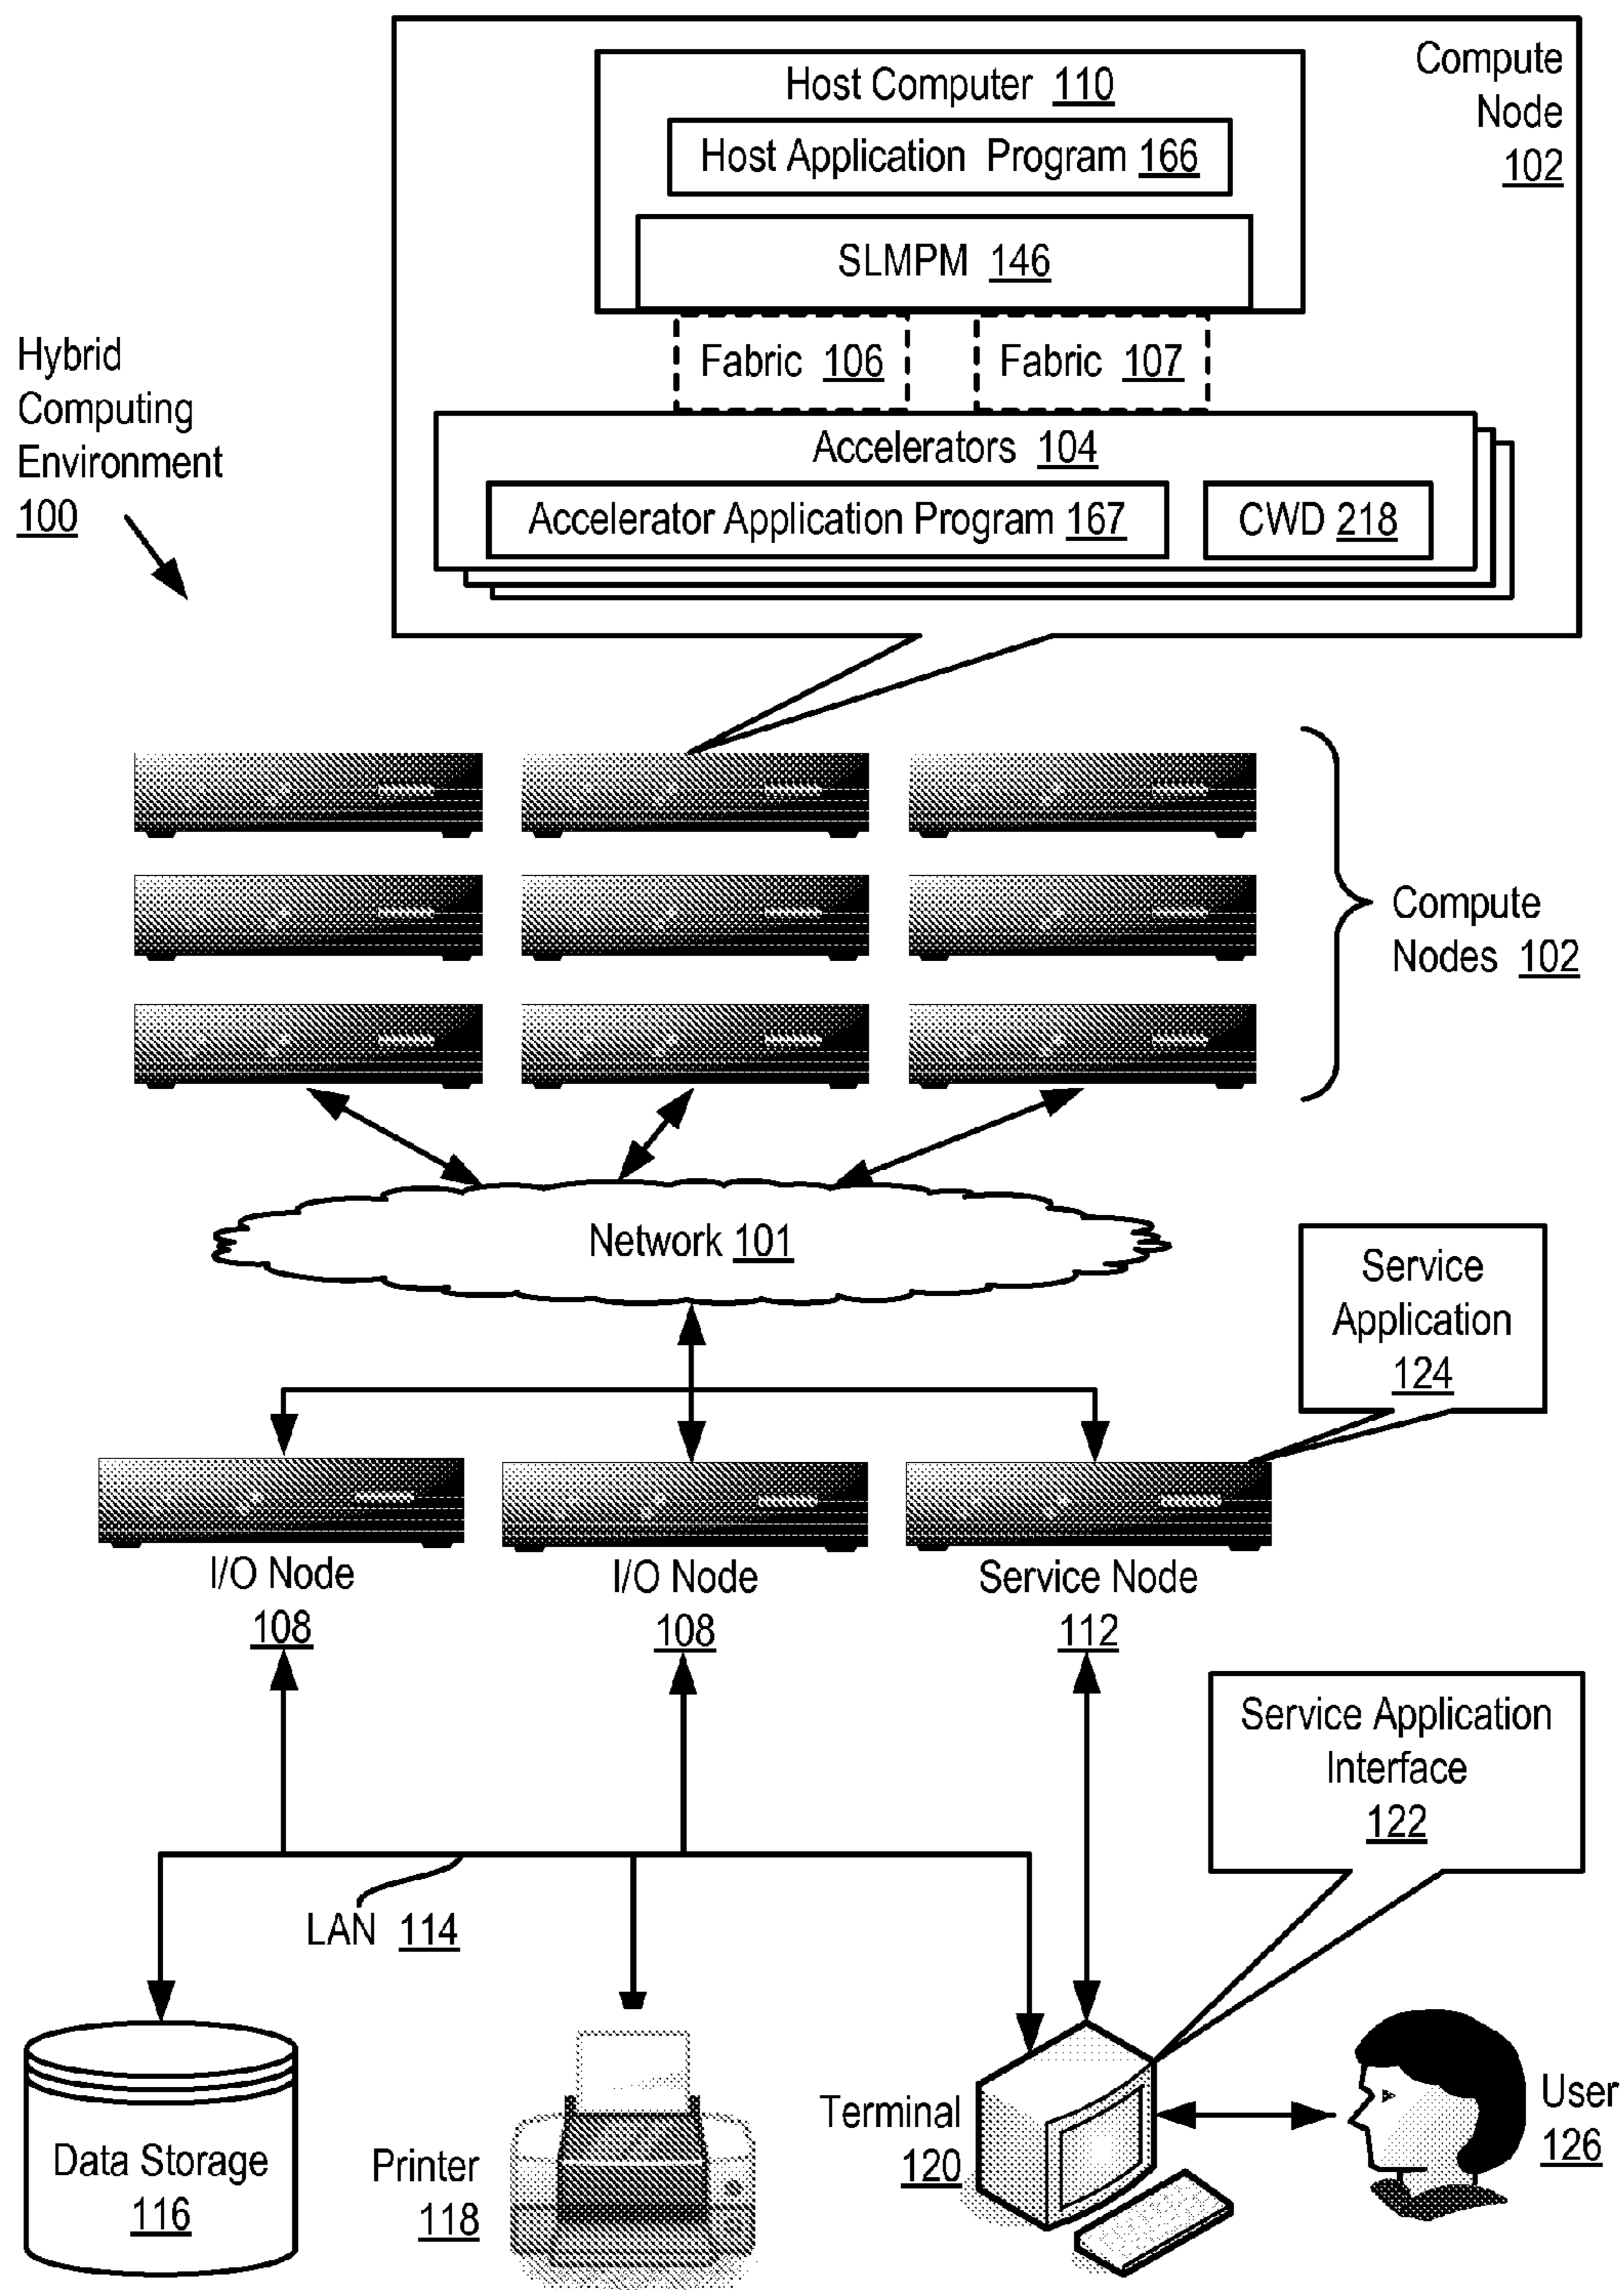 Compute
Node
102
Host Computer 110
Host Application Program 166
SLMPM 146
Fabric 106
Fabric 107
Accelerators 104
Accelerator Application Program 167
CWD 218
Hybrid
Computing
Environment
100
Compute
Nodes 102
Network 101
Service
Application
124
I/O Node
108
I/O Node
108
Service Node
112
Service Application
Interface
122
LAN 114
Data Storage
116
Printer
118
Terminal
120
User
126